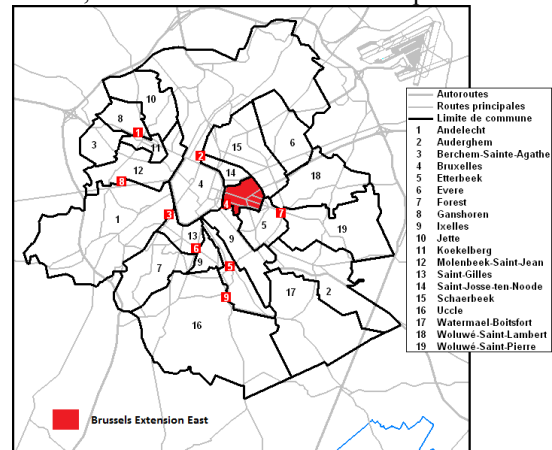 10
8
1
11
15
6
3
2
12
14
18
8
4
4
7
1
3
5
19
13
9
6
19
7
5
17
2
9
16
Autoroutes
Routes principales
Limite de commune
1 Andelecht
2 Auderghem
3 Berchem-Sainte-Agathe
4 Bruxelles
5 Etterbeek
6 Evere
7 Forest
8 Ganshoren
9 Ixelles
10 Jette
11 Koekelberg
12 Molenbeek-Saint-Jean
13 Saint-Gilles
14 Saint-Josse-ten-Noode
15 Schaerbeek
16 Uccle
17 Watermael-Boitsfort
18 Woluwé-Saint-Lambert
19 Woluwé-Saint-Pierre
Brussels Extension East